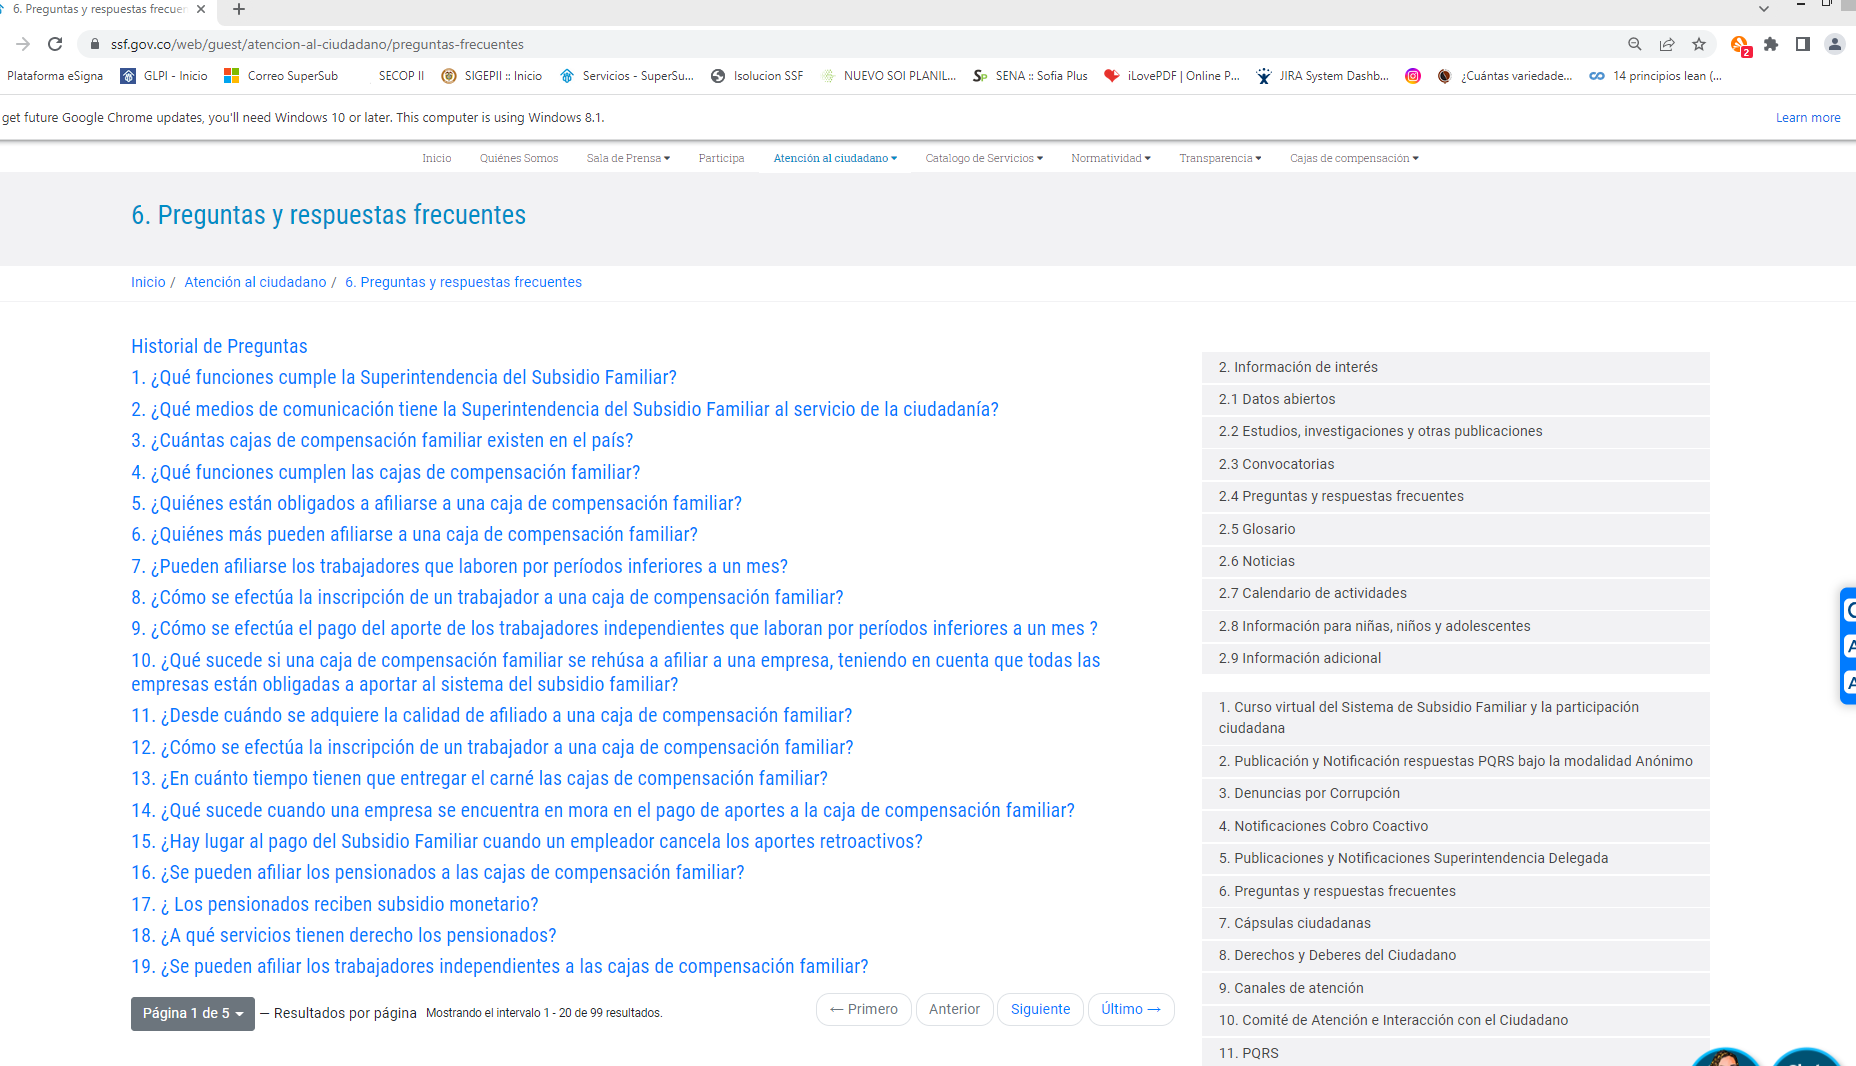 6. Preguntas y respuestas frecuen
ssf.gov.co/web/guest/atencion-al-ciudadano/preguntas-frecuentes
2
Plataforma eSigna
GLPI - Inicio
Correo SuperSub
SECOP II
SIGEPII :: Inicio
Servicios - SuperSu...
Isolucion SSF
NUEVO SOI PLANIL...
SENA :: Sofia Plus
iLovePDF | Online P...
JIRA System Dashb...
¿Cuántas variedade...
14 principios lean (...
get future Google Chrome updates, you'll need Windows 10 or later. This computer is using Windows 8.1.
Learn more
Inicio
Quiénes Somos
Sala de Prensa
Participa
Atención al ciudadano
Catalogo de Servicios
Normatividad
Transparencia
Cajas de compensación
6. Preguntas y respuestas frecuentes
Inicio / Atención al ciudadano / 6. Preguntas y respuestas frecuentes
Historial de Preguntas
1. ¿Qué funciones cumple la Superintendencia del Subsidio Familiar?
2. ¿Qué medios de comunicación tiene la Superintendencia del Subsidio Familiar al servicio de la ciudadanía?
3. ¿Cuántas cajas de compensación familiar existen en el país?
4. ¿Qué funciones cumplen las cajas de compensación familiar?
5. ¿Quiénes están obligados a afiliarse a una caja de compensación familiar?
6. ¿Quiénes más pueden afiliarse a una caja de compensación familiar?
7. ¿Pueden afiliarse los trabajadores que laboren por períodos inferiores a un mes?
8. ¿Cómo se efectúa la inscripción de un trabajador a una caja de compensación familiar?
9. ¿Cómo se efectúa el pago del aporte de los trabajadores independientes que laboran por períodos inferiores a un mes ?
10. ¿Qué sucede si una caja de compensación familiar se rehúsa a afiliar a una empresa, teniendo en cuenta que todas las
empresas están obligadas a aportar al sistema del subsidio familiar?
11. ¿Desde cuándo se adquiere la calidad de afiliado a una caja de compensación familiar?
12. ¿Cómo se efectúa la inscripción de un trabajador a una caja de compensación familiar?
13. ¿En cuánto tiempo tienen que entregar el carné las cajas de compensación familiar?
14. ¿Qué sucede cuando una empresa se encuentra en mora en el pago de aportes a la caja de compensación familiar?
15. ¿Hay lugar al pago del Subsidio Familiar cuando un empleador cancela los aportes retroactivos?
16. ¿Se pueden afiliar los pensionados a las cajas de compensación familiar?
17. ¿ Los pensionados reciben subsidio monetario?
18. ¿A qué servicios tienen derecho los pensionados?
19. ¿Se pueden afiliar los trabajadores independientes a las cajas de compensación familiar?
Página 1 de 5
— Resultados por página
Mostrando el intervalo 1 - 20 de 99 resultados.
← Primero
Anterior
Siguiente
Último →
2. Información de interés
2.1 Datos abiertos
2.2 Estudios, investigaciones y otras publicaciones
2.3 Convocatorias
2.4 Preguntas y respuestas frecuentes
2.5 Glosario
2.6 Noticias
2.7 Calendario de actividades
2.8 Información para niñas, niños y adolescentes
2.9 Información adicional
1. Curso virtual del Sistema de Subsidio Familiar y la participación
ciudadana
2. Publicación y Notificación respuestas PQRS bajo la modalidad Anónimo
3. Denuncias por Corrupción
4. Notificaciones Cobro Coactivo
5. Publicaciones y Notificaciones Superintendencia Delegada
6. Preguntas y respuestas frecuentes
7. Cápsulas ciudadanas
8. Derechos y Deberes del Ciudadano
9. Canales de atención
10. Comité de Atención e Interacción con el Ciudadano
11. PQRS